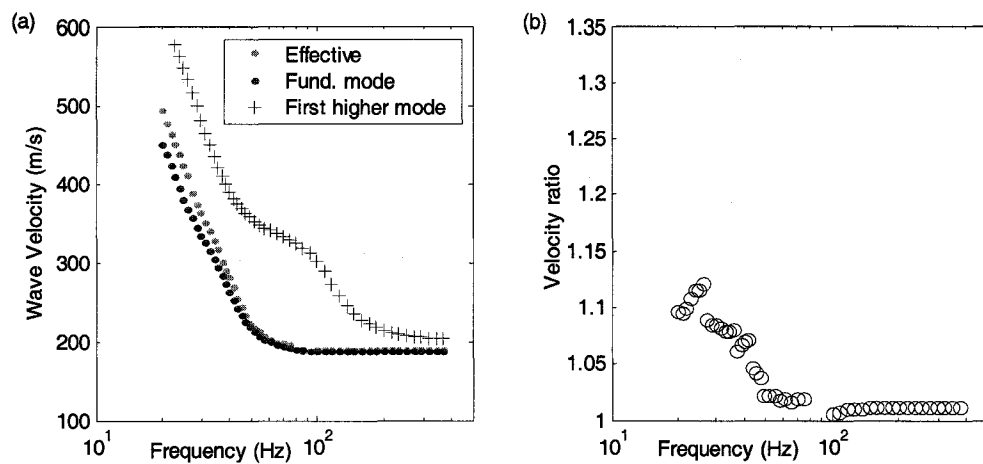 (a)
600
500
400
300
200
100
Wave Velocity (m/s)
Effective
Fund. mode
First higher mode
10^1
10^2
Frequency (Hz)
(b)
1.35
1.3
1.25
1.2
1.15
1.1
1.05
1
Velocity ratio
10^1
10^2
Frequency (Hz)